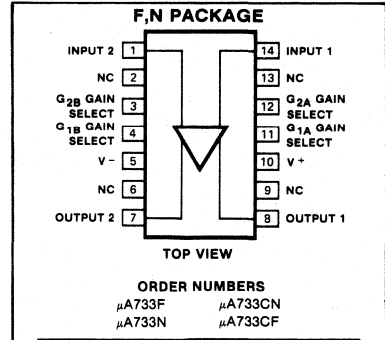 F,N PACKAGE
INPUT 2 1 14 INPUT 1
NC 2 13 NC
G2B GAIN SELECT 3 12 G2A GAIN SELECT
G1B GAIN SELECT 4 11 G1A GAIN SELECT
V- 5 10 V+
NC 6 9 NC
OUTPUT 2 7 8 OUTPUT 1
TOP VIEW
ORDER NUMBERS
μA733F μA733CN
μA733N μA733CF